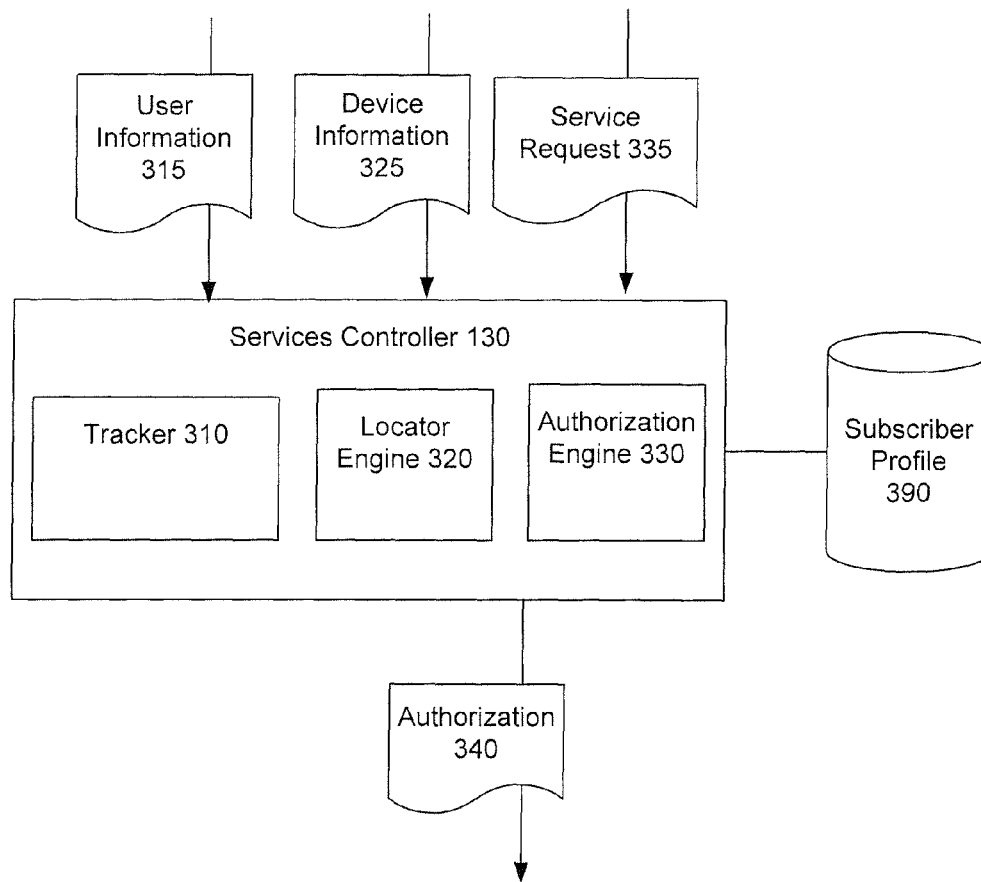 User
Information
315
Device
Information
325
Service
Request 335
Services Controller 130
Tracker 310
Locator
Engine 320
Authorization
Engine 330
Subscriber
Profile
390
Authorization
340